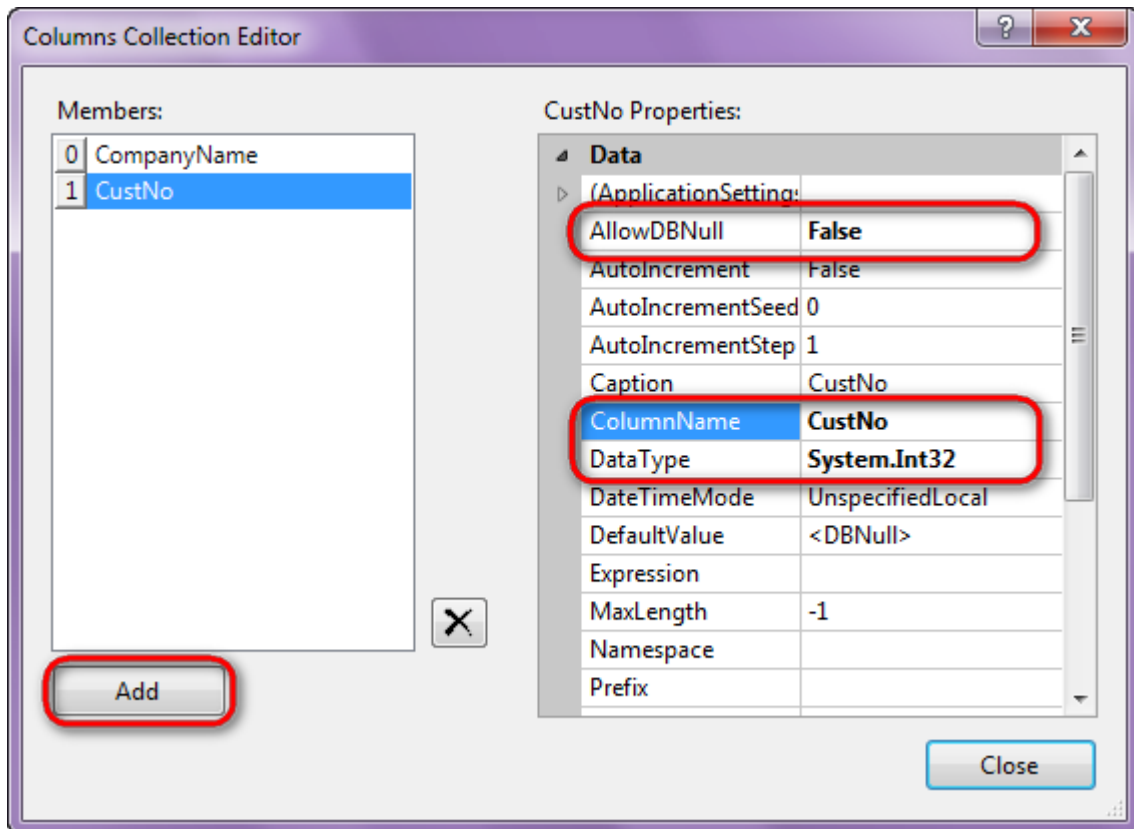 Columns Collection Editor
?
X
Members:
0 CompanyName
1 CustNo
Add
CustNo Properties:
Data
(ApplicationSettings
AllowDBNull False
AutoIncrement False
AutoIncrementSeed 0
AutoIncrementStep 1
Caption CustNo
ColumnName CustNo
DataType System.Int32
DateTimeMode UnspecifiedLocal
DefaultValue <DBNull>
Expression
MaxLength -1
Namespace
Prefix
Close